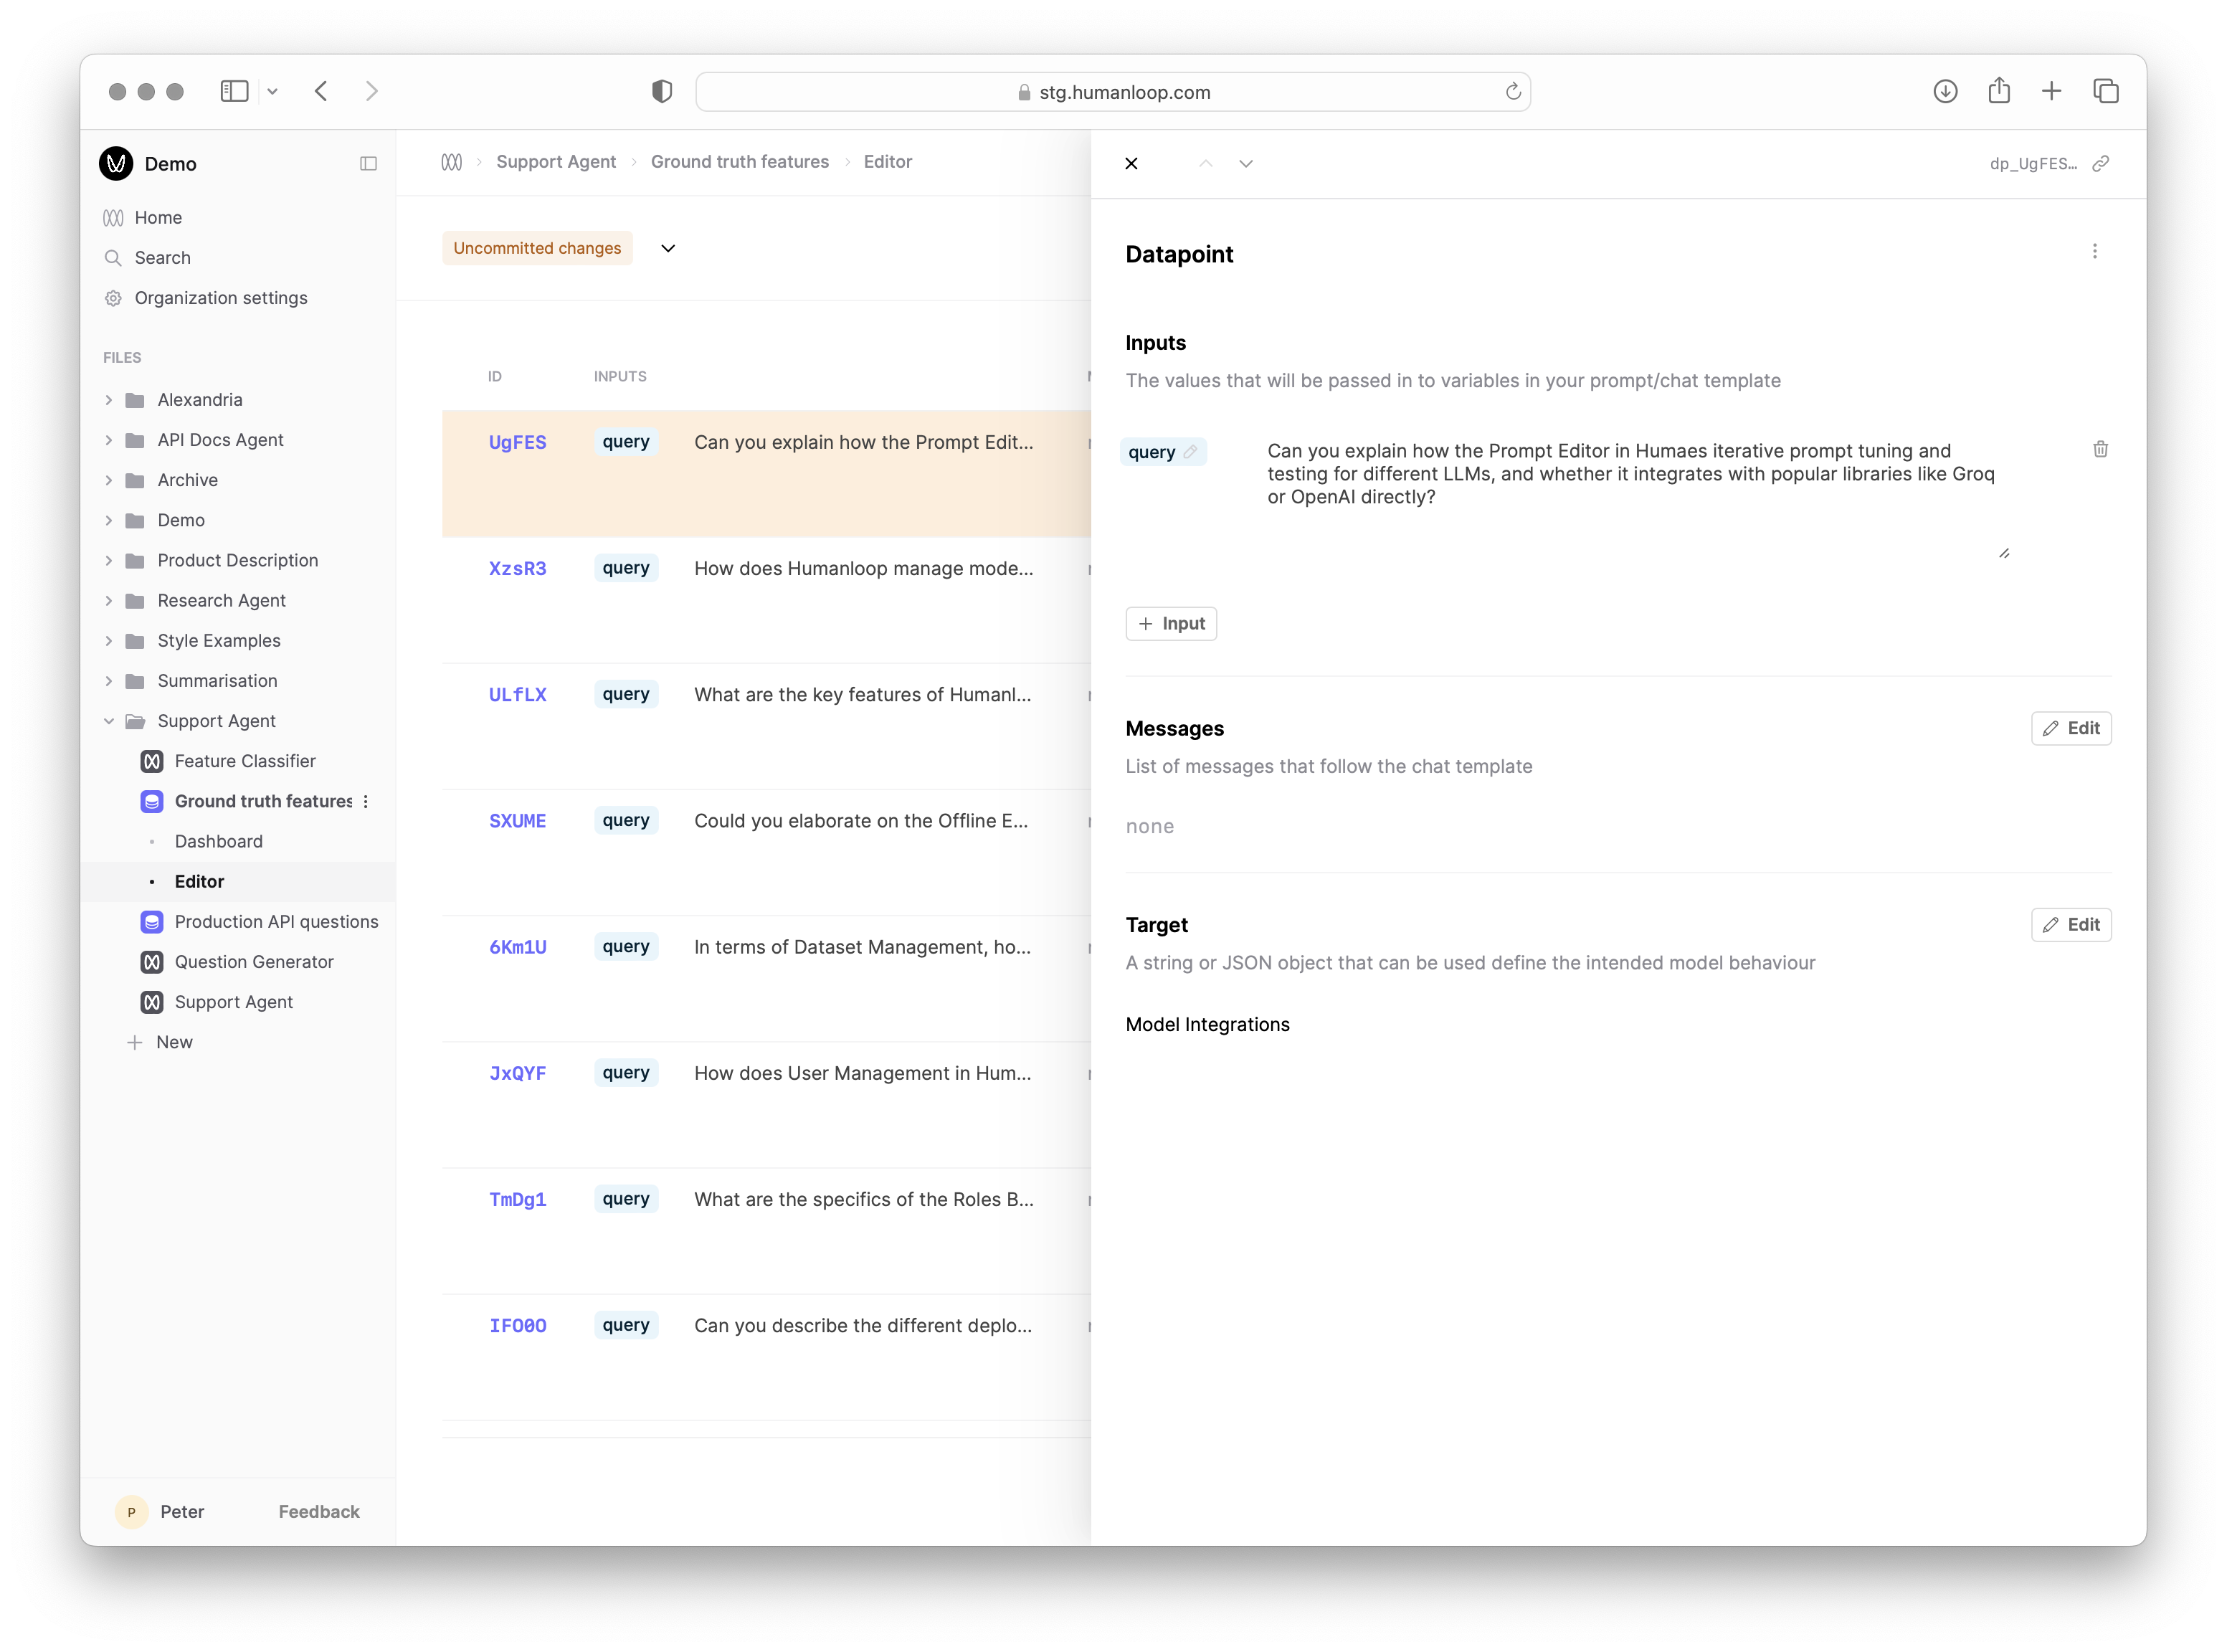 stg.humanloop.com
Demo
Home
Search
Organization settings
FILES
Alexandria
API Docs Agent
Archive
Demo
Product Description
Research Agent
Style Examples
Summarisation
Support Agent
Feature Classifier
Ground truth features
Dashboard
Editor
Production API questions
Question Generator
Support Agent
New
P
Peter
Feedback
Support Agent
Ground truth features
Editor
Uncommitted changes
ID INPUTS
UgFES query Can you explain how the Prompt Edit...
XzsR3 query How does Humanloop manage mode...
ULfLX query What are the key features of Humanl...
SXUME query Could you elaborate on the Offline E...
6Km1U query In terms of Dataset Management, ho...
JxQYF query How does User Management in Hum...
TmDg1 query What are the specifics of the Roles B...
IFO0O query Can you describe the different deplo...
dp_UgFES...
Datapoint
Inputs
The values that will be passed in to variables in your prompt/chat template
query
Can you explain how the Prompt Editor in Humaes iterative prompt tuning and
testing for different LLMs, and whether it integrates with popular libraries like Groq
or OpenAI directly?
Input
Messages
Edit
List of messages that follow the chat template
none
Target
Edit
A string or JSON object that can be used define the intended model behaviour
Model Integrations